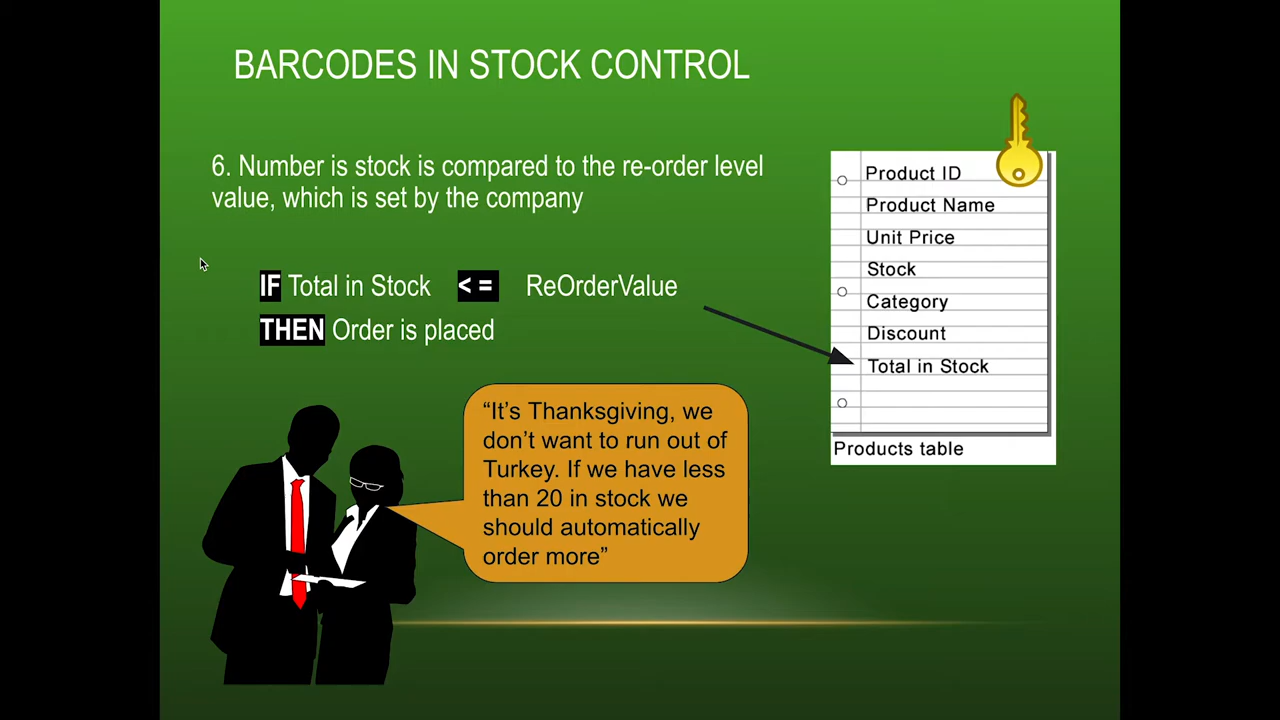 BARCODES IN STOCK CONTROL
6. Number is stock is compared to the re-order level
value, which is set by the company
IF Total in Stock < = ReOrderValue
THEN Order is placed
“It’s Thanksgiving, we
don’t want to run out of
Turkey. If we have less
than 20 in stock we
should automatically
order more”
Product ID
Product Name
Unit Price
Stock
Category
Discount
Total in Stock
Products table